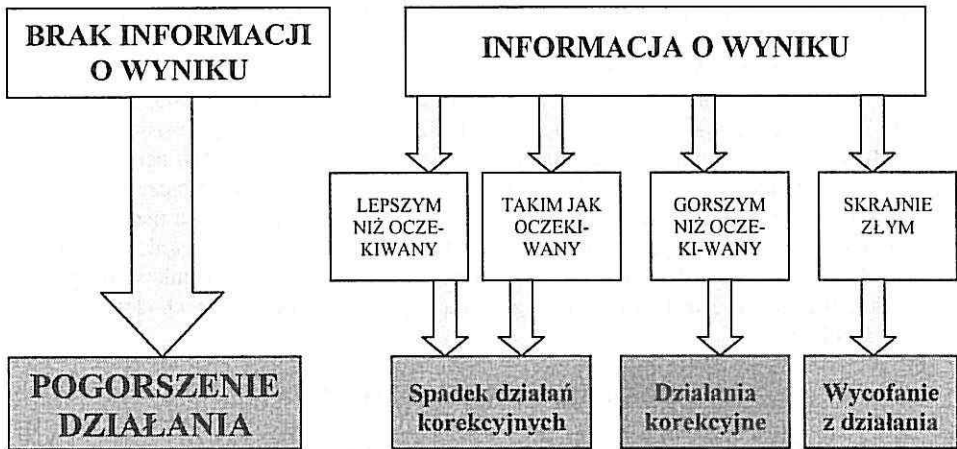 BRAK INFORMACJI
O WYNIKU
INFORMACJA O WYNIKU
LEPSZYM
NIŻ OCZE-
KIWANY
TAKIM JAK
OCZEKI-
WANY
GORSZYM
NIŻ OCZE-
KI-WANY
SKRAJNIE
ZŁYM
POGORSZENIE
DZIAŁANIA
Spadek działań
korekcyjnych
Działania
korekcyjne
Wycofanie
z działania